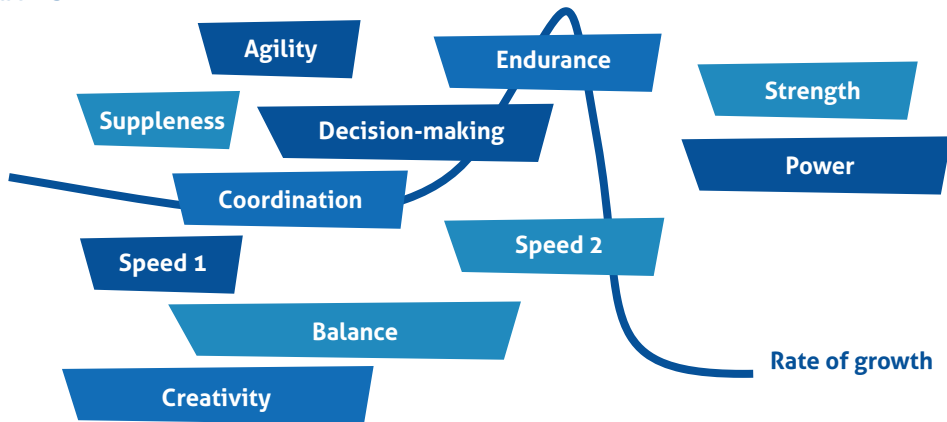 Agility
Endurance
Strength
Suppleness
Decision-making
Power
Coordination
Speed 1
Speed 2
Balance
Rate of growth
Creativity